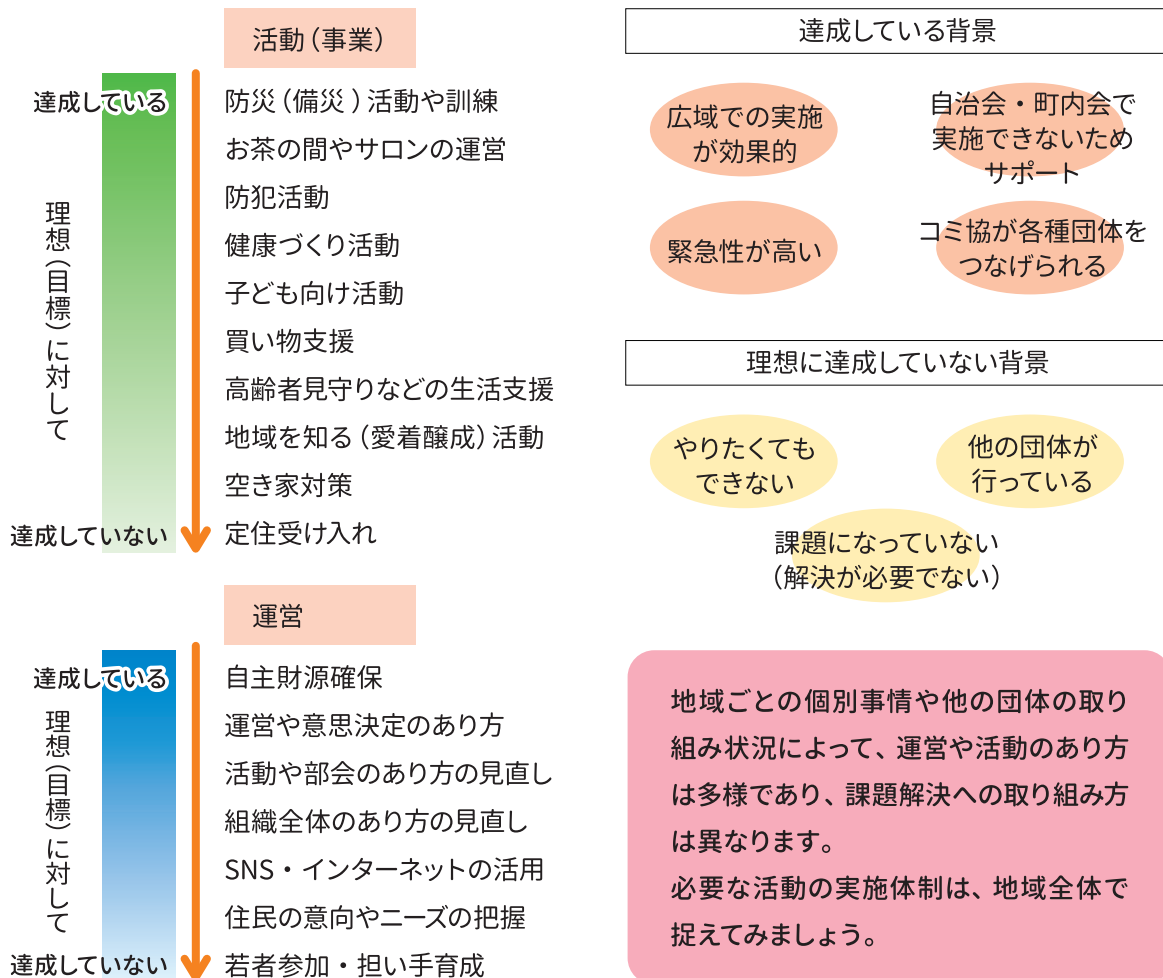 活動（事業）
達成している
理想（目標）に対して
達成していない
防災（備災）活動や訓練
お茶の間やサロンの運営
防犯活動
健康づくり活動
子ども向け活動
買い物支援
高齢者見守りなどの生活支援
地域を知る（愛着醸成）活動
空き家対策
定住受け入れ
運営
達成している
理想（目標）に対して
達成していない
自主財源確保
運営や意思決定のあり方
活動や部会のあり方の見直し
組織全体のあり方の見直し
SNS・インターネットの活用
住民の意向やニーズの把握
若者参加・担い手育成
達成している背景
広域での実施
が効果的
自治会・町内会で
実施できないため
サポート
緊急性が高い
コミ協が各種団体を
つなげられる
理想に達成していない背景
やりたくても
できない
他の団体が
行っている
課題になっていない
（解決が必要でない）
地域ごとの個別事情や他の団体の取り
組み状況によって、運営や活動のあり方
は多様であり、課題解決への取り組み方
は異なります。
必要な活動の実施体制は、地域全体で
捉えてみましょう。